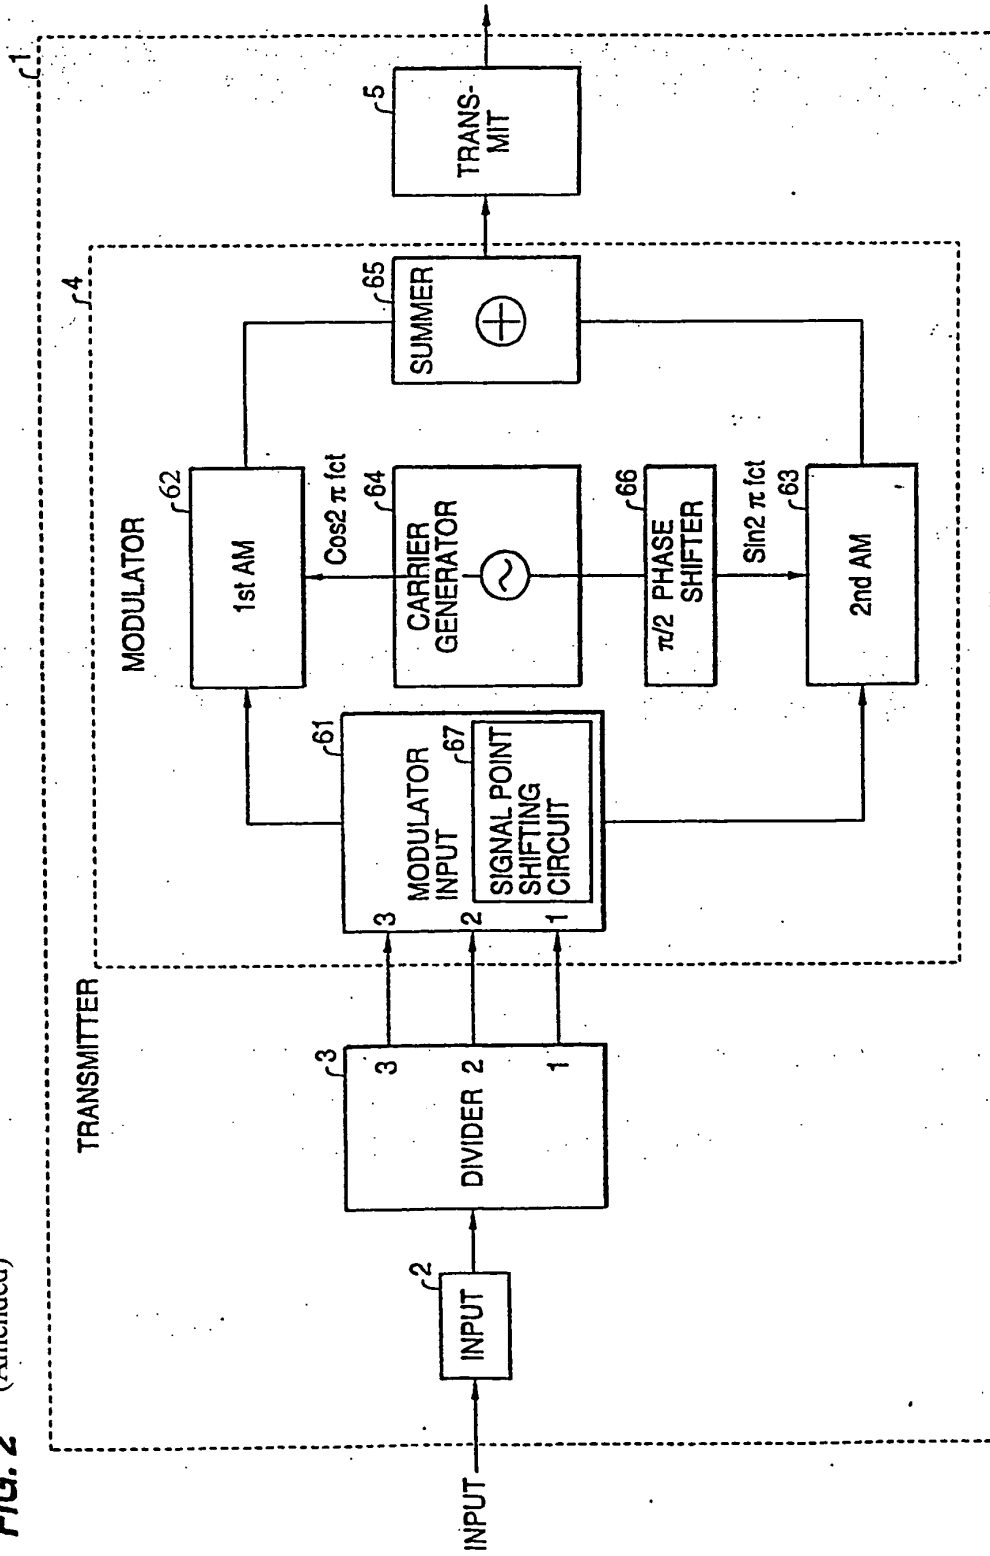 FIG. 2 (Amended)
1
TRANSMITTER
4
MODULATOR
INPUT
2
INPUT
3
DIVIDER
3
2
1
61
3
2
1
MODULATOR
INPUT
67
SIGNAL POINT
SHIFTING
CIRCUIT
62
1st AM
Cos2 π fct
64
CARRIER
GENERATOR
66
π/2 PHASE
SHIFTER
Sin2 π fct
63
2nd AM
65
SUMMER
5
TRANS-
MIT